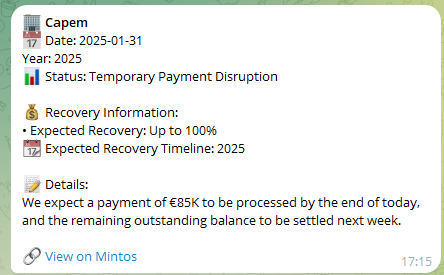 🏢 Capem
📅 Date: 2025-01-31
Year: 2025
📊 Status: Temporary Payment Disruption
💰 Recovery Information:
• Expected Recovery: Up to 100%
📆 Expected Recovery Timeline: 2025
📝 Details:
We expect a payment of €85K to be processed by the end of today,
and the remaining outstanding balance to be settled next week.
🔗 View on Mintos
17:15